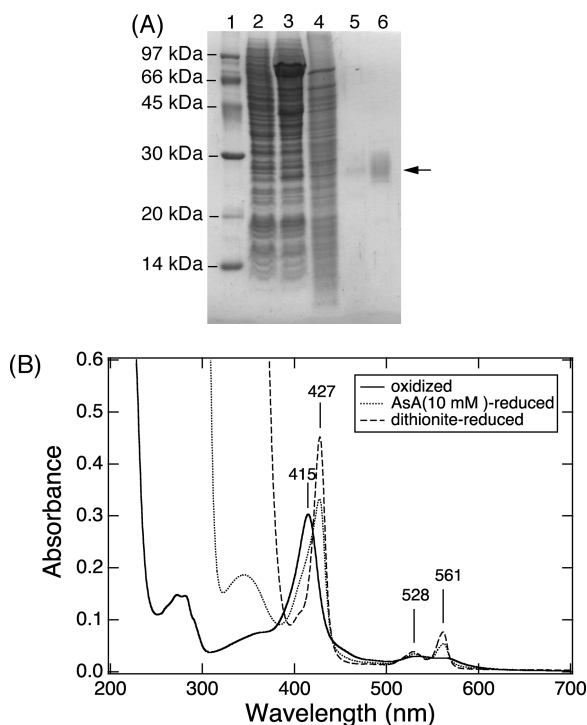 (A)
1 2 3 4 5 6
97 kDa
66 kDa
45 kDa
30 kDa
20 kDa
14 kDa
(B)
0.6
0.5
0.4
0.3
0.2
0.1
0.0
Absorbance
oxidized
AsA(10 mM )-reduced
dithionite-reduced
427
415
528
561
200 300 400 500 600 700
Wavelength (nm)